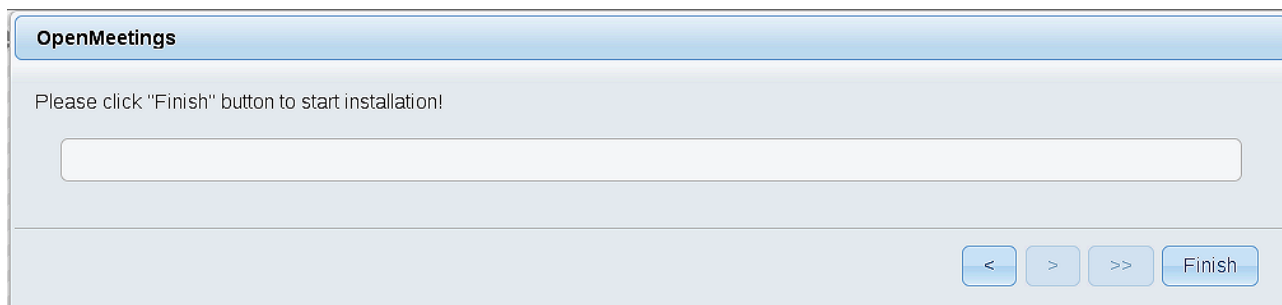 OpenMeetings
Please click "Finish" button to start installation!
< > >> Finish